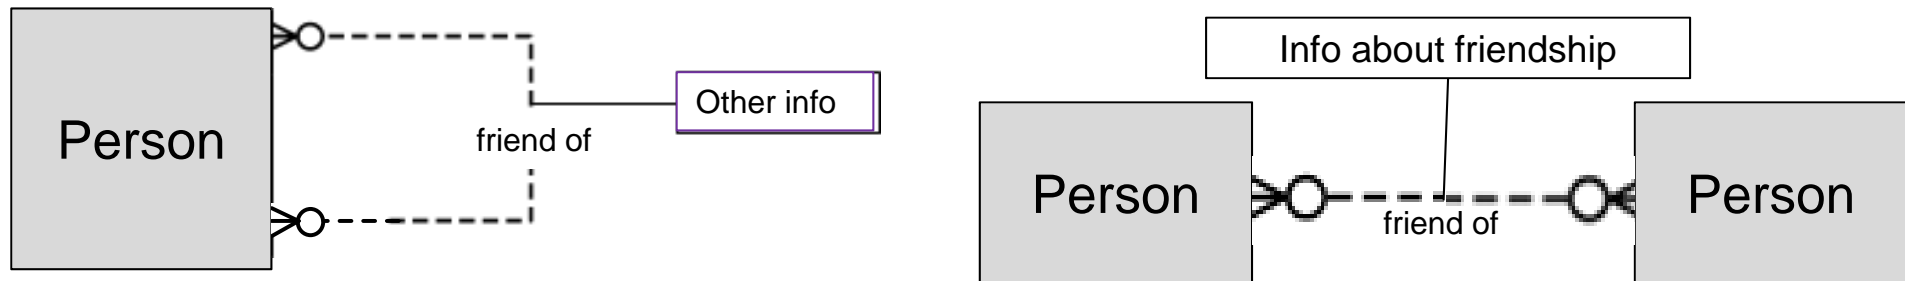 Person
Other info
friend of
Info about friendship
Person
Person
friend of